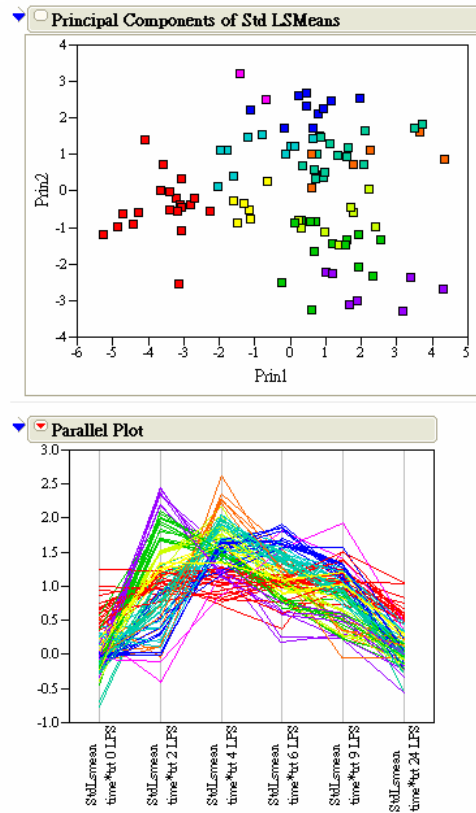 Principal Components of Std LSMeans
4
3
2
1
0
-1
-2
-3
-4
Prin2
-6
-5
-4
-3
-2
-1
0
1
2
3
4
5
Prin1
Parallel Plot
3.0
2.5
2.0
1.5
1.0
0.5
0.0
-0.5
-1.0
StdLsmean
time*trt 0 LPS
StdLsmean
time*trt 2 LPS
StdLsmean
time*trt 4 LPS
StdLsmean
time*trt 6 LPS
StdLsmean
time*trt 9 LPS
StdLsmean
time*trt 24 LPS